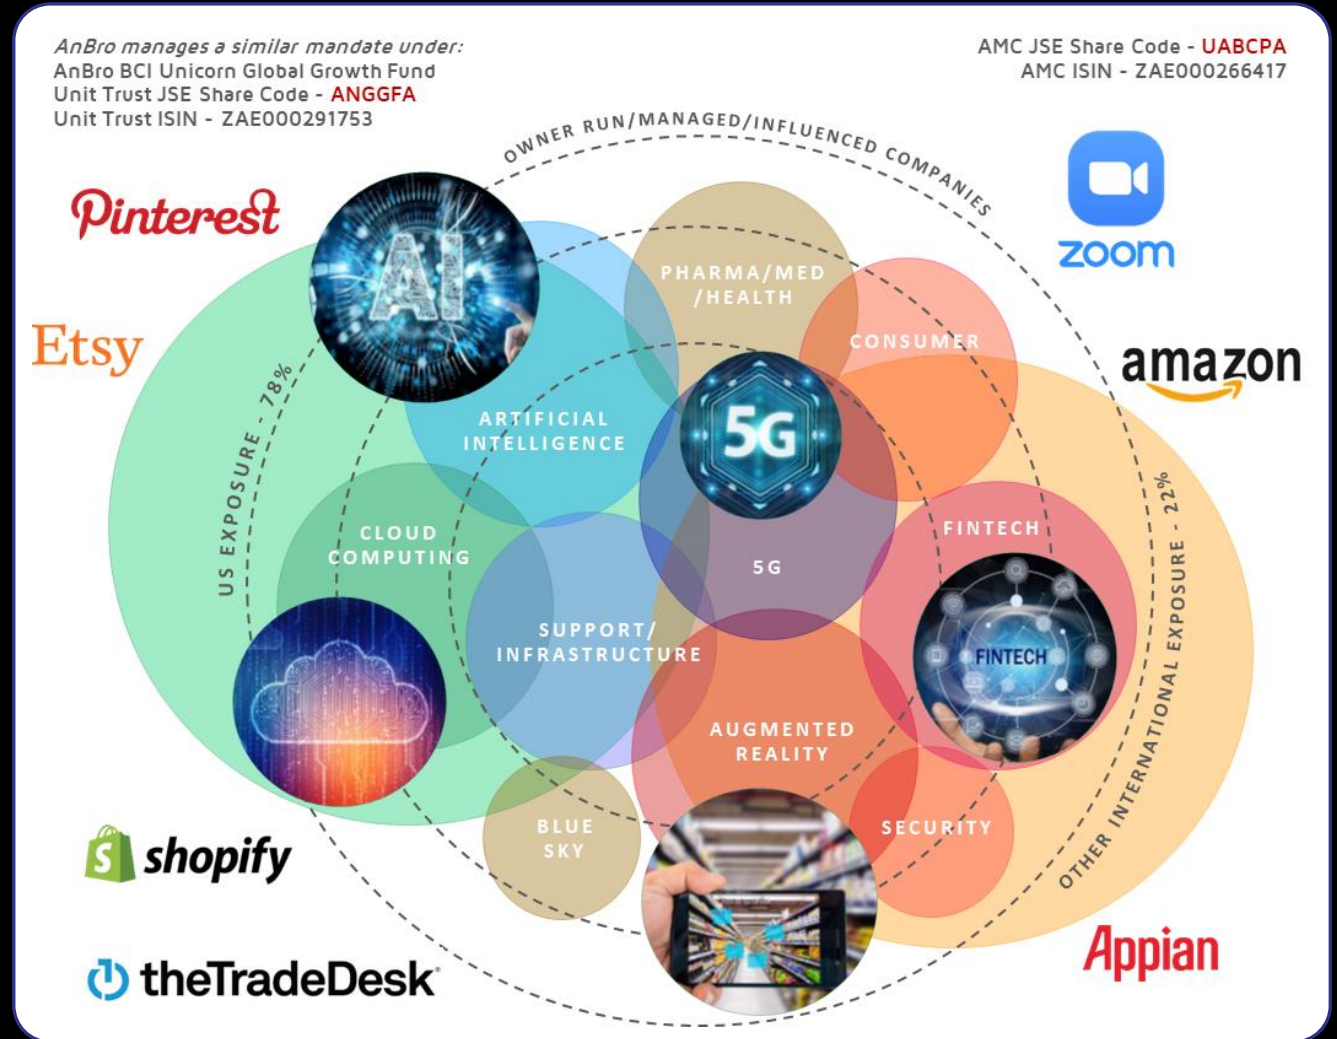 AnBro manages a similar mandate under:
AnBro BCI Unicorn Global Growth Fund
Unit Trust JSE Share Code - ANGGFA
Unit Trust ISIN - ZAE000291753
AMC JSE Share Code - UABCPA
AMC ISIN - ZAE000266417
OWNER RUN/MANAGED/INFLUENCED COMPANIES
Pinterest
zoom
AI
PHARMA/MED
/HEALTH
Etsy
CONSUMER
amazon
US EXPOSURE - 78%
ARTIFICIAL
INTELLIGENCE
5G
CLOUD
COMPUTING
FINTECH
5G
OTHER INTERNATIONAL EXPOSURE - 22%
SUPPORT/
INFRASTRUCTURE
FINTECH
AUGMENTED
REALITY
BLUE
SKY
SECURITY
S shopify
Appian
theTradeDesk